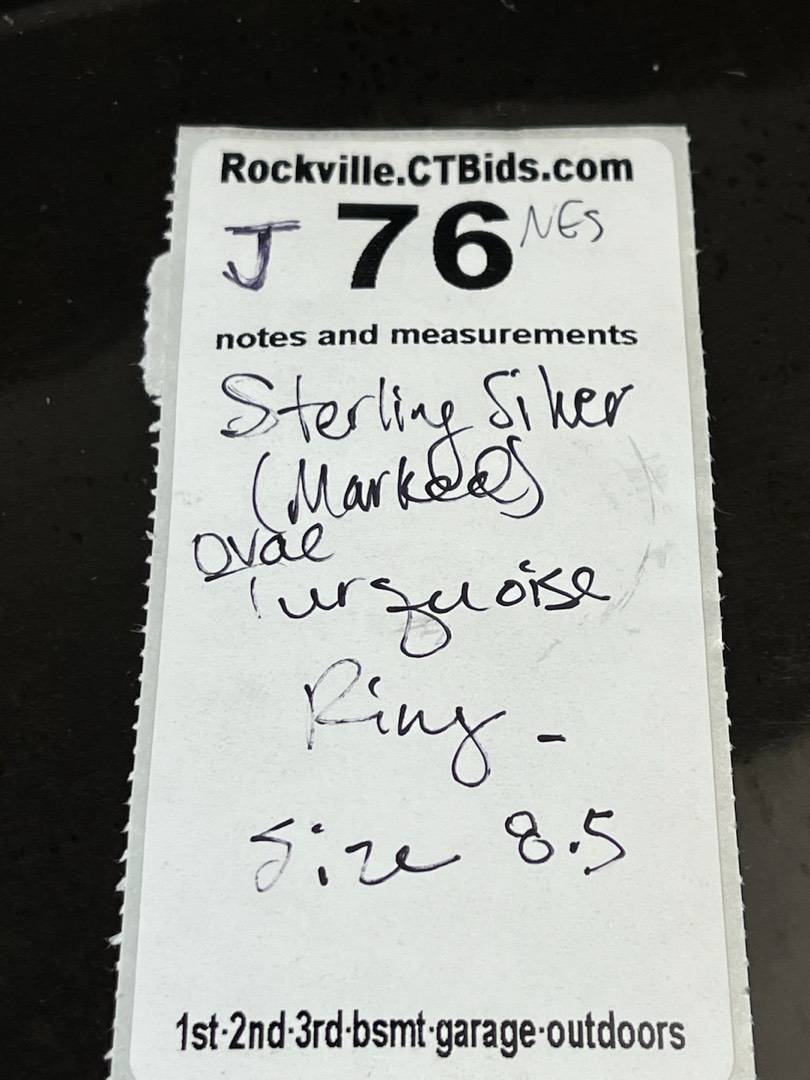 Rockville.CTBids.com
J 76 NES
notes and measurements
Sterling Silver
(Marked)
oval
Turquoise
Ring -
Size 8.5
1st·2nd·3rd·bsmt·garage·outdoors